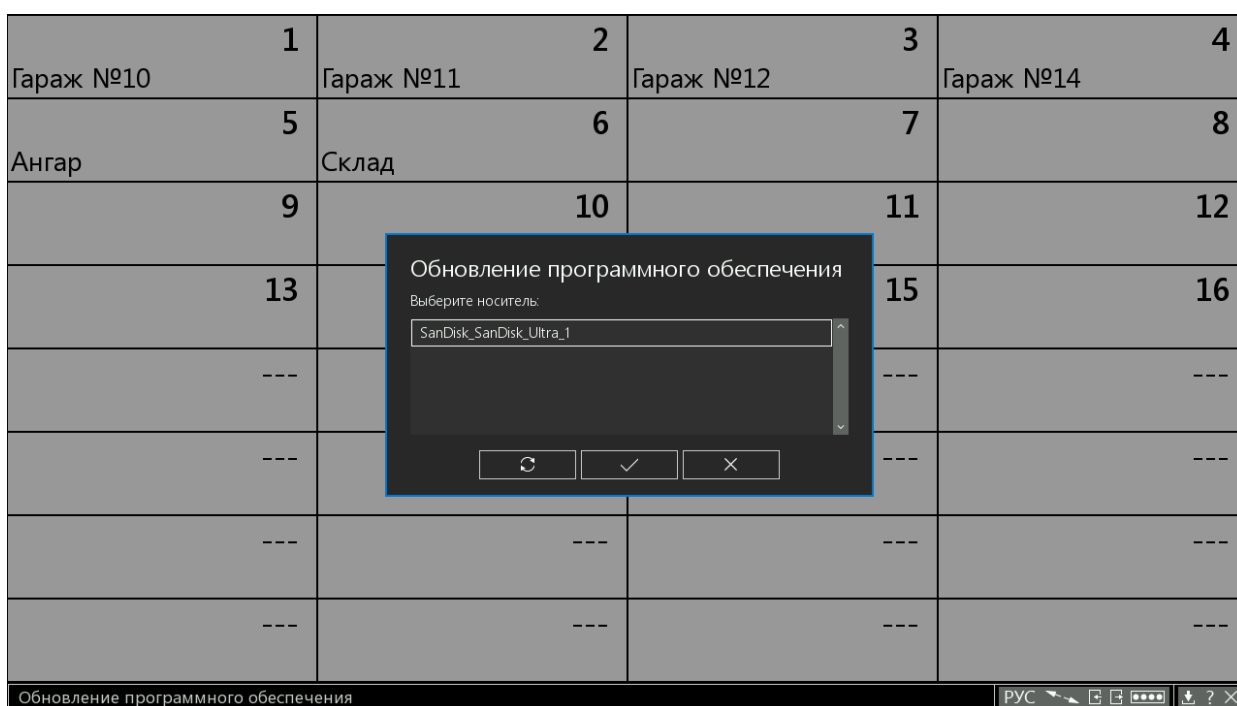 1 2 3 4
Гараж №10 Гараж №11 Гараж №12 Гараж №14
5 6 7 8
Ангар Склад
9 10 11 12
Обновление программного обеспечения
13 15 16
Выберите носитель:
SanDisk_SanDisk_Ultra_1
--- --- ---
--- --- ---
--- --- --- ---
--- --- --- ---
Обновление программного обеспечения РУС ?